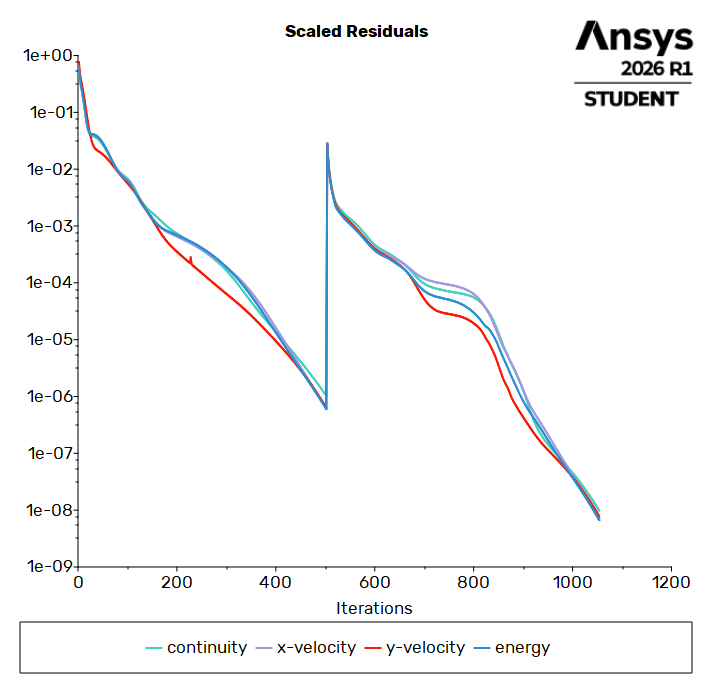 Scaled Residuals
Ansys
2026 R1
STUDENT
1e+00
1e-01
1e-02
1e-03
1e-04
1e-05
1e-06
1e-07
1e-08
1e-09
0 200 400 600 800 1000 1200
Iterations
continuity x-velocity y-velocity energy